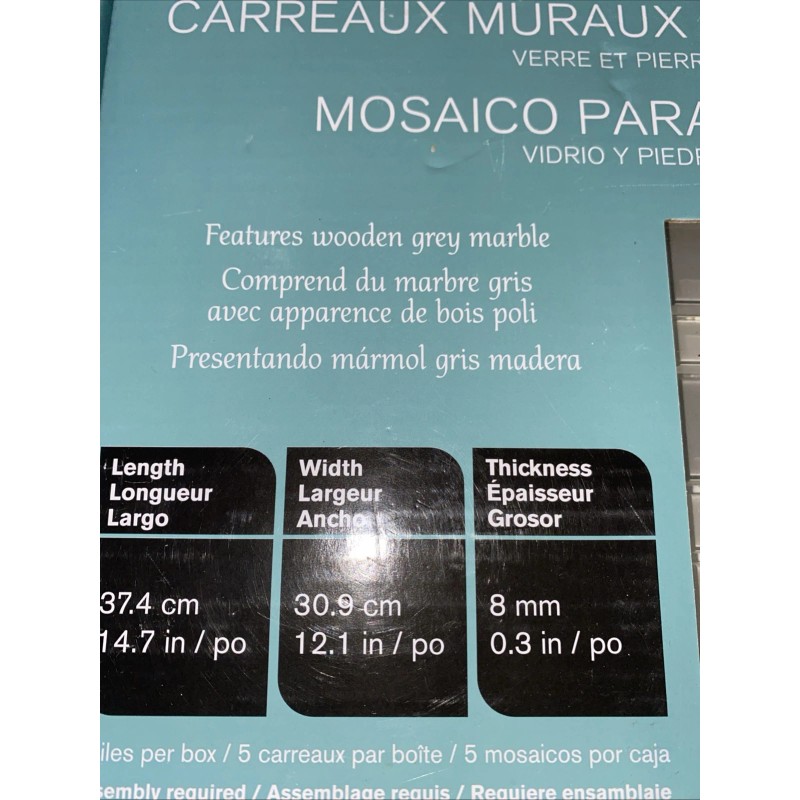 CARREAUX MURAUX
VERRE ET PIERR
MOSAICO PARA
VIDRIO Y PIED
Features wooden grey marble
Comprend du marbre gris
avec apparence de bois poli
Presentando mármol gris madera
Length
Longueur
Largo
37.4 cm
14.7 in / po
Width
Largeur
Ancho
30.9 cm
12.1 in / po
Thickness
Épaisseur
Grosor
8 mm
0.3 in / po
iles per box / 5 carreaux par boîte / 5 mosaicos por caja
sembly required / Assemblage requis / Requiere ensamblaje